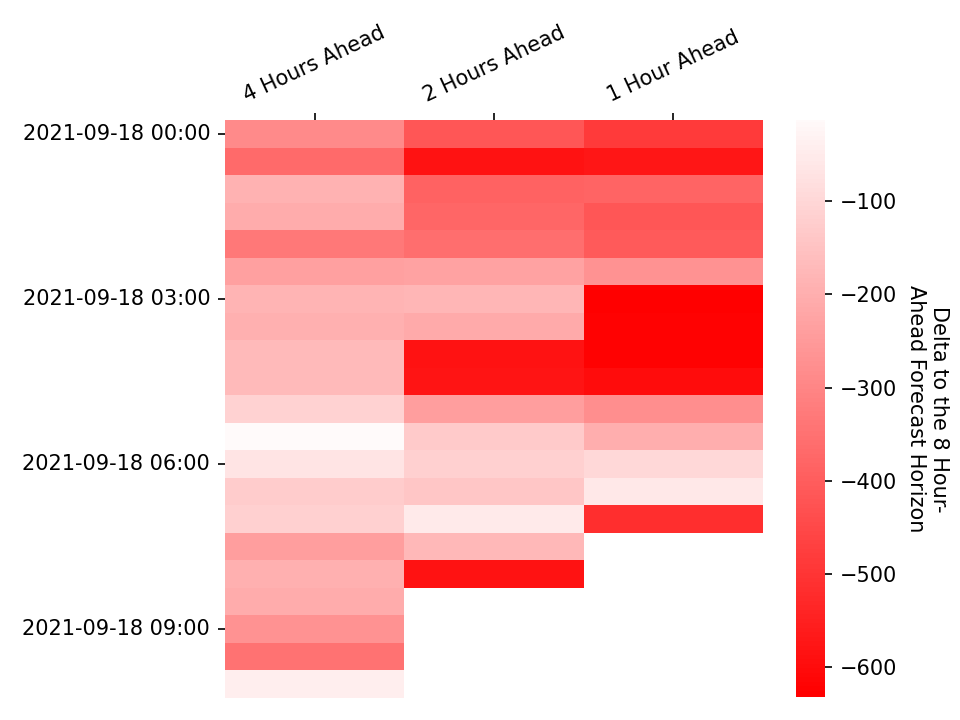 4 Hours Ahead
2 Hours Ahead
1 Hour Ahead
2021-09-18 00:00
2021-09-18 03:00
2021-09-18 06:00
2021-09-18 09:00
−100
−200
−300
−400
−500
−600
Delta to the 8 Hour-
Ahead Forecast Horizon